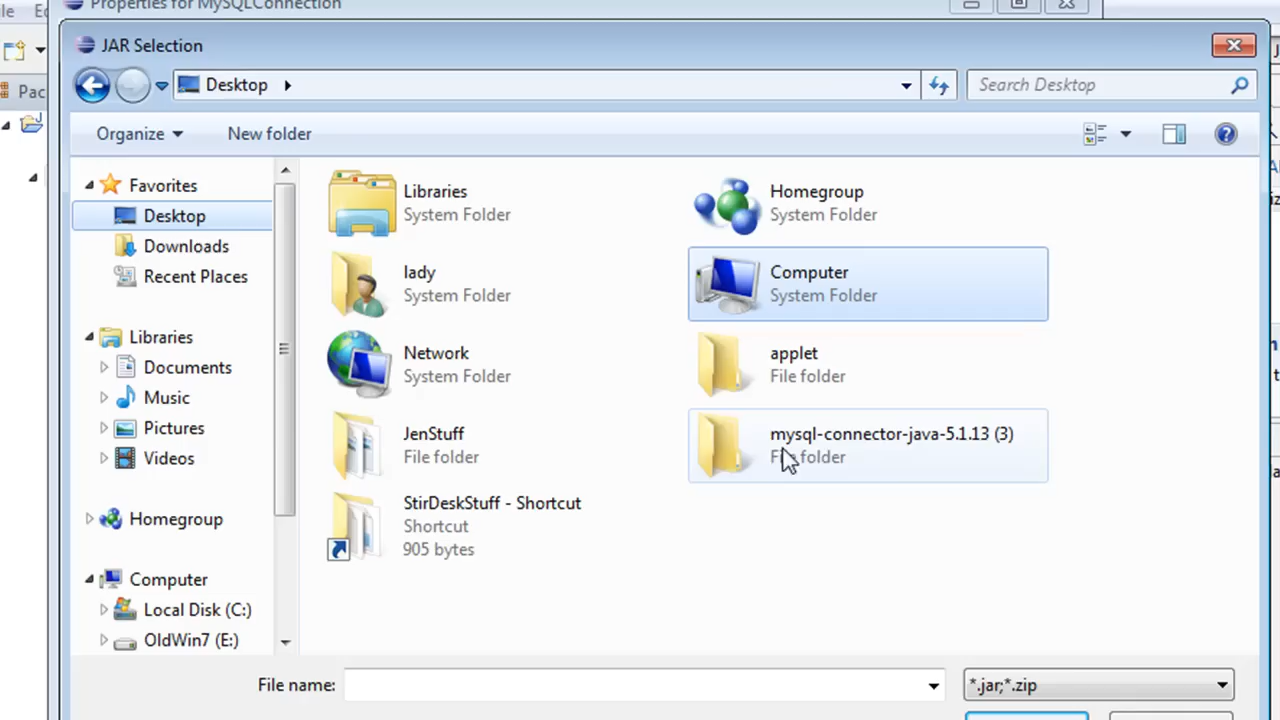 Properties for MySQLConnection
JAR Selection
Desktop
Search Desktop
Pac
Organize
New folder
Favorites
Desktop
Downloads
Recent Places
Libraries
Documents
Music
Pictures
Videos
Homegroup
Computer
Local Disk (C:)
OldWin7 (E:)
Libraries
System Folder
Homegroup
System Folder
lady
System Folder
Computer
System Folder
Network
System Folder
applet
File folder
JenStuff
File folder
mysql-connector-java-5.1.13 (3)
File folder
StirDeskStuff - Shortcut
Shortcut
905 bytes
File name:
*.jar;*.zip